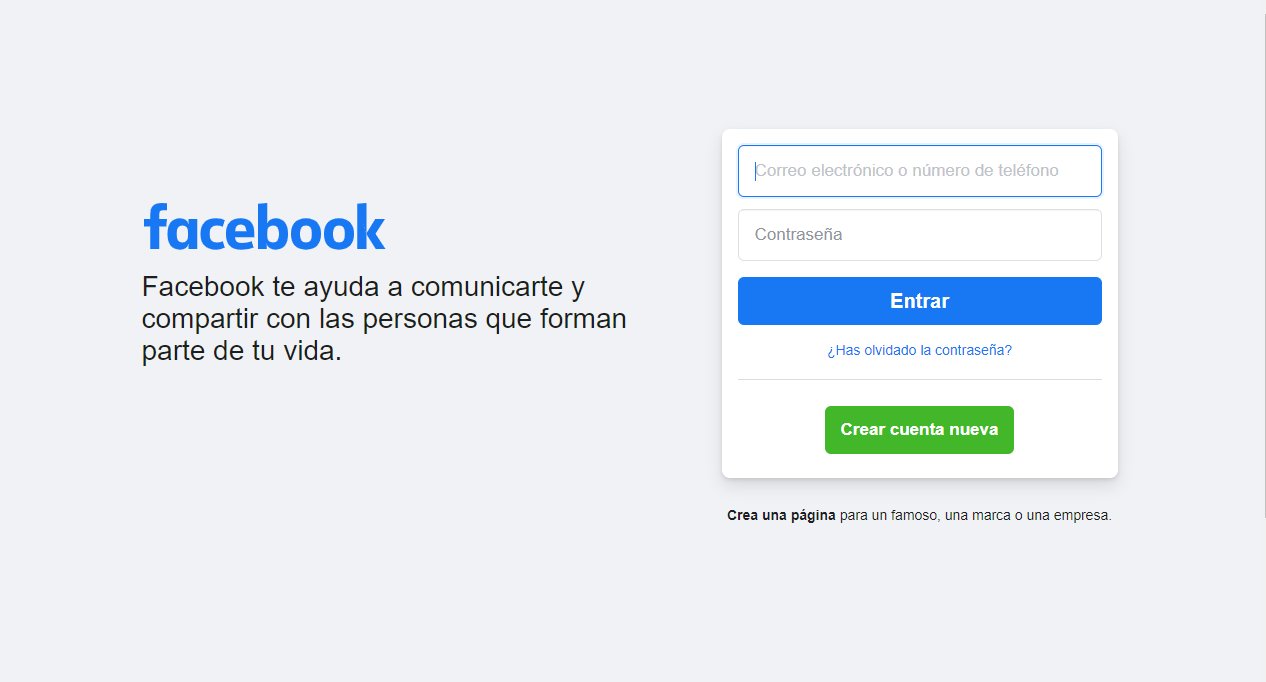 facebook
Facebook te ayuda a comunicarte y
compartir con las personas que forman
parte de tu vida.
Correo electrónico o número de teléfono
Contraseña
Entrar
¿Has olvidado la contraseña?
Crear cuenta nueva
Crea una página para un famoso, una marca o una empresa.